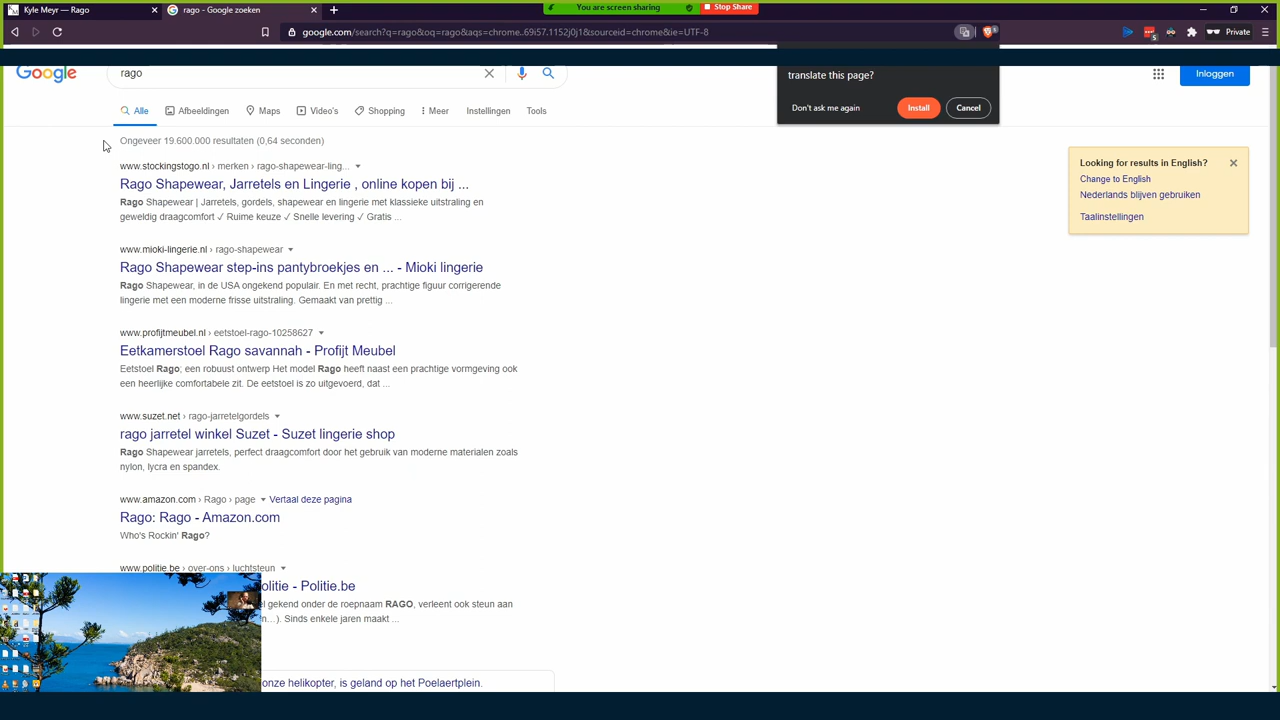 Kyle Meyr — Rago
rago - Google zoeken
You are screen sharing
Stop Share
google.com/search?q=rago&oq=rago&aqs=chrome..69i57.1152j0j1&sourceid=chrome&ie=UTF-8
Private
Google
rago
translate this page?
Don't ask me again
Install
Cancel
Inloggen
Alle
Afbeeldingen
Maps
Video's
Shopping
Meer
Instellingen
Tools
Ongeveer 19.600.000 resultaten (0,64 seconden)
Looking for results in English?
Change to English
Nederlands blijven gebruiken
Taalinstellingen
www.stockingstogo.nl › merken › rago-shapewear-ling...
Rago Shapewear, Jarretels en Lingerie , online kopen bij ...
Rago Shapewear | Jarretels, gordels, shapewear en lingerie met klassieke uitstraling en
geweldig draagcomfort ✓ Ruime keuze ✓ Snelle levering ✓ Gratis ...
www.mioki-lingerie.nl › rago-shapewear
Rago Shapewear step-ins pantybroekjes en ... - Mioki lingerie
Rago Shapewear, in de USA ongekend populair. En met recht, prachtige figuur corrigerende
lingerie met een moderne frisse uitstraling. Gemaakt van prettig ...
www.profijtmeubel.nl › eetstoel-rago-10258627
Eetkamerstoel Rago savannah - Profijt Meubel
Eetstoel Rago, een robuust ontwerp Het model Rago heeft naast een prachtige vormgeving ook
een heerlijke comfortabele zit. De eetstoel is zo uitgevoerd, dat ...
www.suzet.net › rago-jarretelgordels
rago jarretel winkel Suzet - Suzet lingerie shop
Rago Shapewear jarretels, perfect draagcomfort door het gebruik van moderne materialen zoals
nylon, lycra en spandex.
www.amazon.com › Rago › page
Vertaal deze pagina
Rago: Rago - Amazon.com
Who's Rockin' Rago?
www.politie.be › over-ons › luchtsteun
olitie - Politie.be
el gekend onder de roepnaam RAGO, verleent ook steun aan
en...). Sinds enkele jaren maakt ...
onze helikopter, is geland op het Poelaertplein.